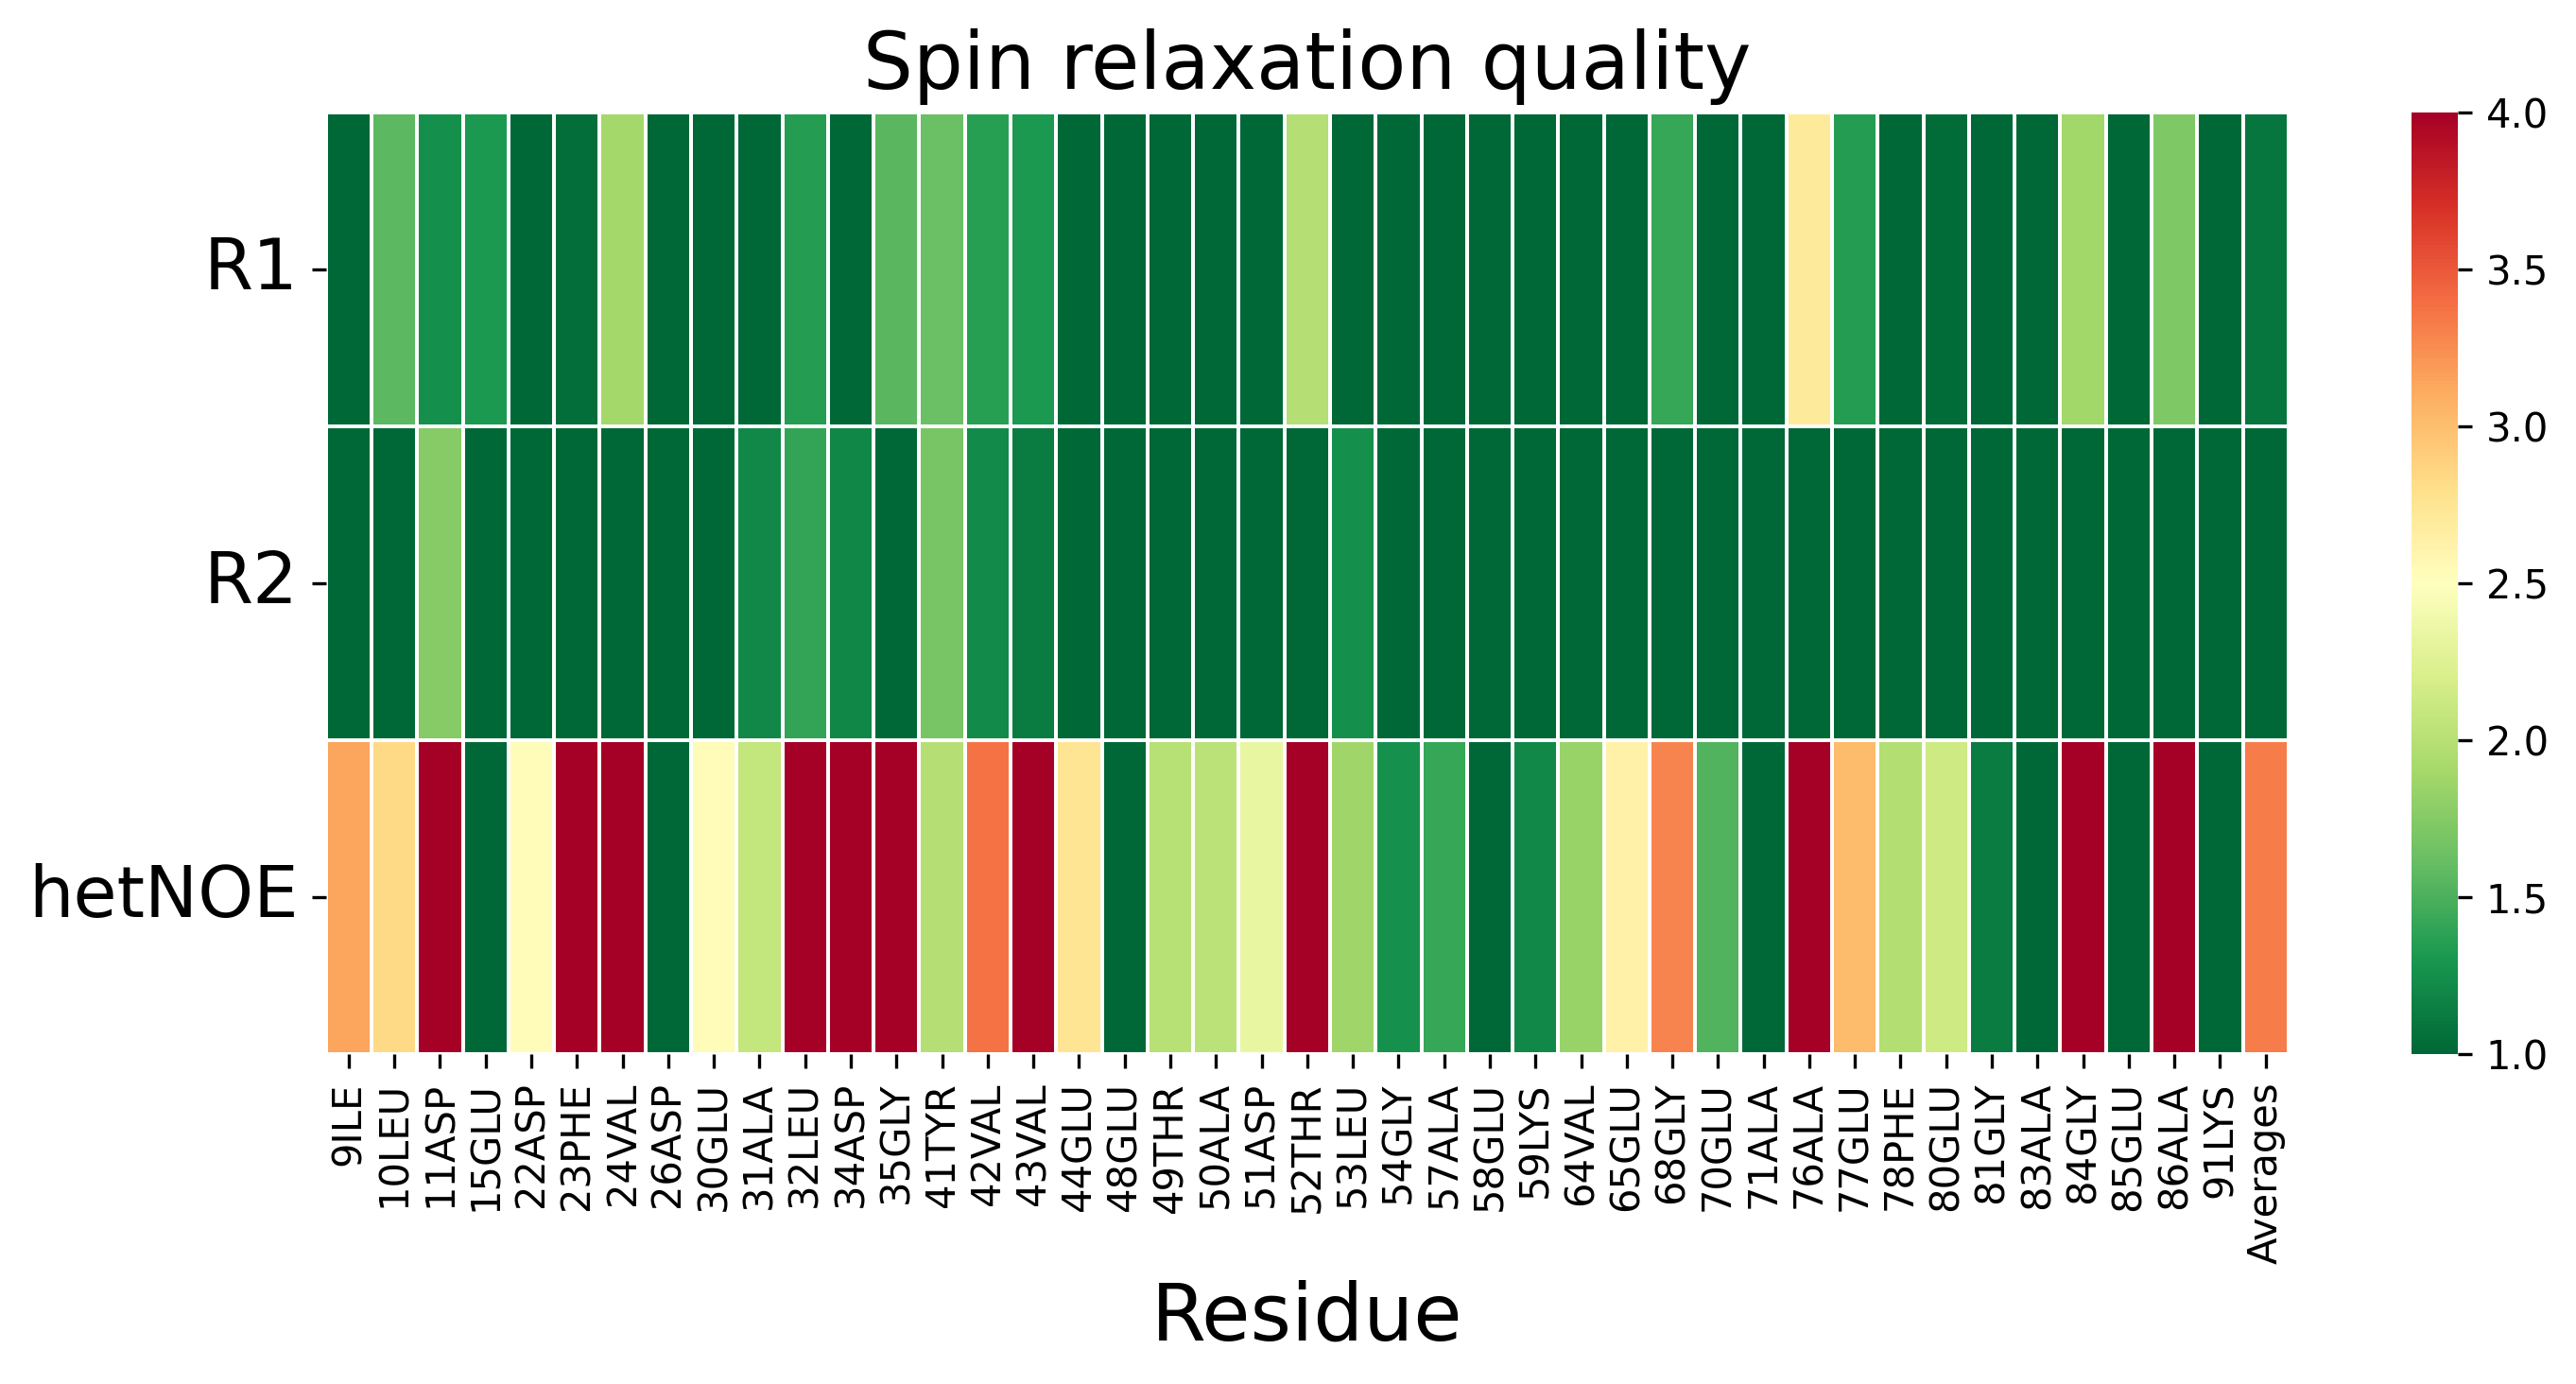 Spin relaxation quality
R1
R2
hetNOE
4.0
3.5
3.0
2.5
2.0
1.5
1.0
9ILE
10LEU
11ASP
15GLU
22ASP
23PHE
24VAL
26ASP
30GLU
31ALA
32LEU
34ASP
35GLY
41TYR
42VAL
43VAL
44GLU
48GLU
49THR
50ALA
51ASP
52THR
53LEU
54GLY
57ALA
58GLU
59LYS
64VAL
65GLU
68GLY
70GLU
71ALA
76ALA
77GLU
78PHE
80GLU
81GLY
83ALA
84GLY
85GLU
86ALA
91LYS
Averages
Residue